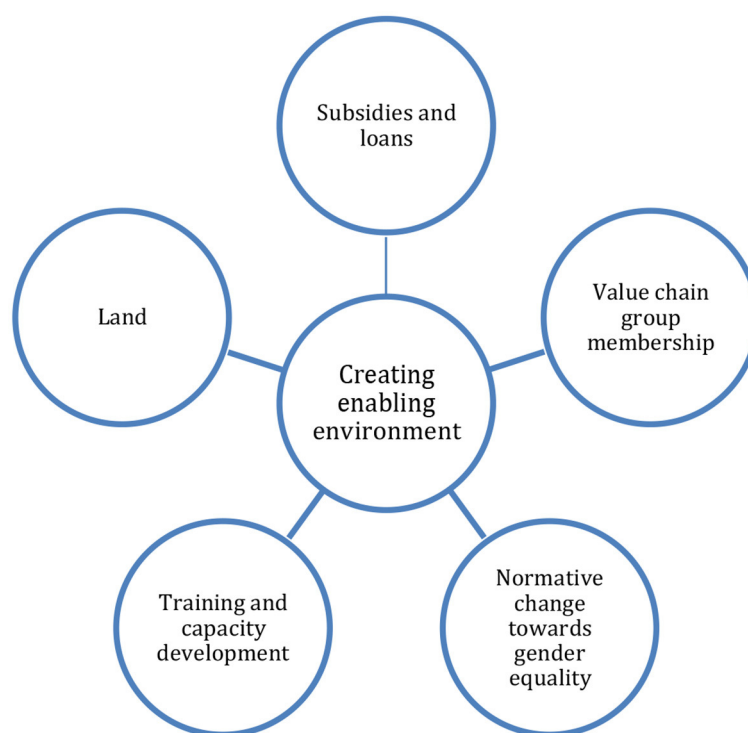 Subsidies and
loans
Land
Value chain
group
membership
Creating
enabling
environment
Training and
capacity
development
Normative
change
towards
gender
equality